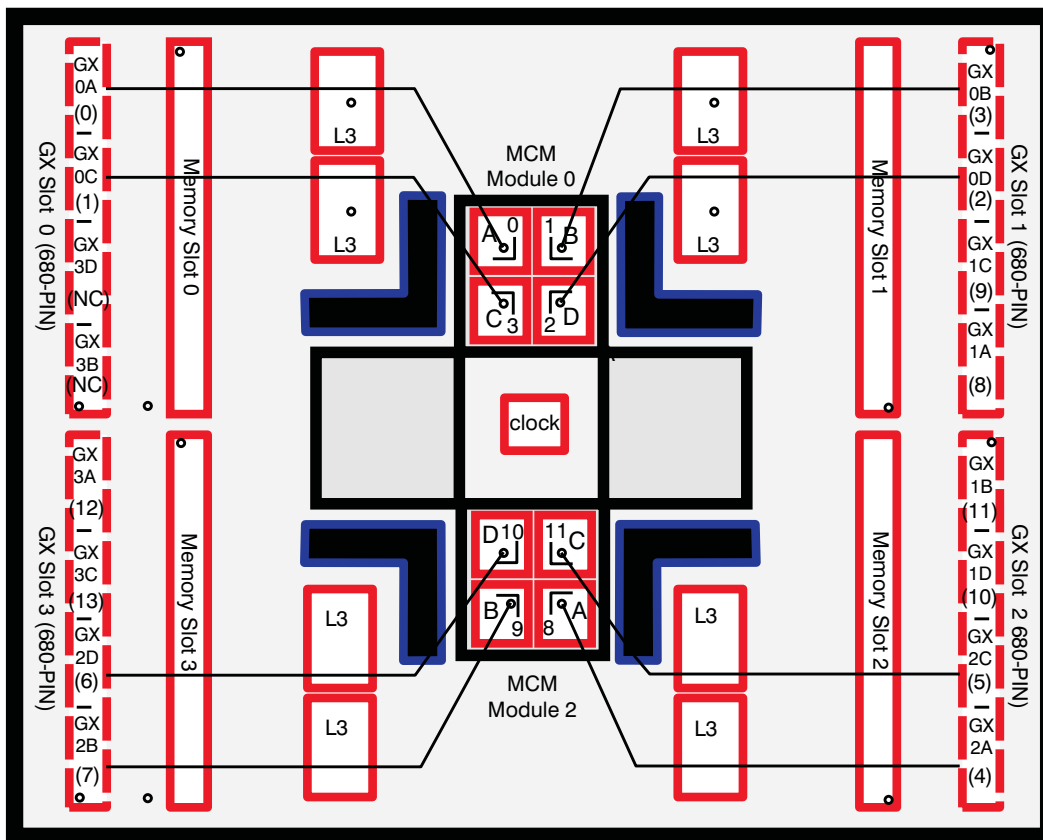 GX
0A
(0)
GX
0C
(1)
GX
3D
(NC)
GX
3B
(NC)
GX Slot 0 (680-PIN)
Memory Slot 0
L3
L3
MCM
Module 0
A 0
1 B
C 3
2 D
L3
L3
Memory Slot 1
GX
0B
(3)
GX
0D
(2)
GX
1C
(9)
GX
1A
(8)
GX Slot 1 (680-PIN)
clock
GX
3A
(12)
GX
3C
(13)
GX
2D
(6)
GX
2B
(7)
GX Slot 3 (680-PIN)
Memory Slot 3
L3
L3
D 10
11 C
B 9
8 A
MCM
Module 2
L3
L3
Memory Slot 2
GX
1B
(11)
GX
1D
(10)
GX
2C
(5)
GX
2A
(4)
GX Slot 2 680-PIN)